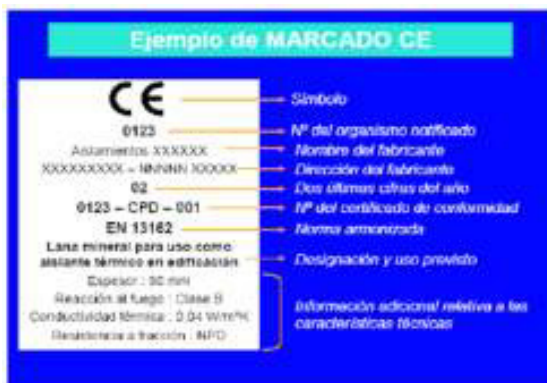 Ejemplo de MARCADO CE
CE
Símbolo
0123
Nº del organismo notificado
Aislamientos XXXXXX
Nombre del fabricante
XXXXXXXXX – NNNNN XXXXX
Dirección del fabricante
02
Dos últimas cifras del año
0123 – CPD – 001
Nº del certificado de conformidad
EN 13162
Norma armonizada
Lana mineral para uso como
aislante térmico en edificación
Designación y uso previsto
Espesor : 50 mm
Reacción al fuego : Clase B
Conductividad térmica : 0,04 W/mºK
Resistencia a tracción : NPD
Información adicional relativa a las
características técnicas